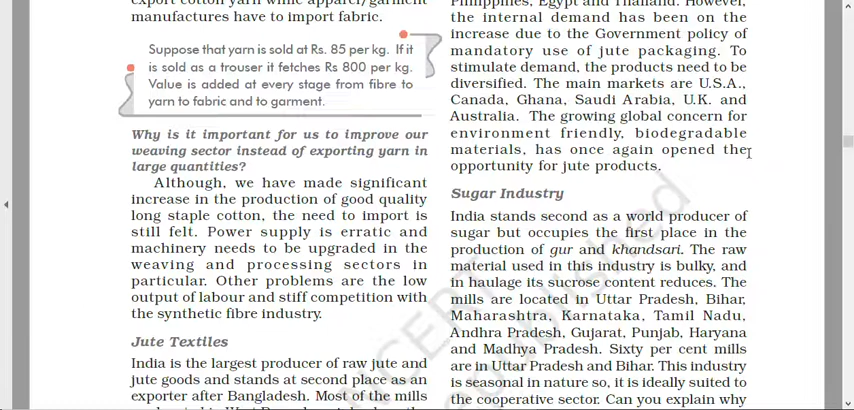 export cotton yarn while apparel/garment
manufactures have to import fabric.
Suppose that yarn is sold at Rs. 85 per kg. If it
is sold as a trouser it fetches Rs 800 per kg.
Value is added at every stage from fibre to
yarn to fabric and to garment.
Why is it important for us to improve our
weaving sector instead of exporting yarn in
large quantities?
Although, we have made significant
increase in the production of good quality
long staple cotton, the need to import is
still felt. Power supply is erratic and
machinery needs to be upgraded in the
weaving and processing sectors in
particular. Other problems are the low
output of labour and stiff competition with
the synthetic fibre industry.
Jute Textiles
India is the largest producer of raw jute and
jute goods and stands at second place as an
exporter after Bangladesh. Most of the mills
Philippines, Egypt and Thailand. However,
the internal demand has been on the
increase due to the Government policy of
mandatory use of jute packaging. To
stimulate demand, the products need to be
diversified. The main markets are U.S.A.,
Canada, Ghana, Saudi Arabia, U.K. and
Australia. The growing global concern for
environment friendly, biodegradable
materials, has once again opened the
opportunity for jute products.
Sugar Industry
India stands second as a world producer of
sugar but occupies the first place in the
production of gur and khandsari. The raw
material used in this industry is bulky, and
in haulage its sucrose content reduces. The
mills are located in Uttar Pradesh, Bihar,
Maharashtra, Karnataka, Tamil Nadu,
Andhra Pradesh, Gujarat, Punjab, Haryana
and Madhya Pradesh. Sixty per cent mills
are in Uttar Pradesh and Bihar. This industry
is seasonal in nature so, it is ideally suited to
the cooperative sector. Can you explain why
NCERT
published